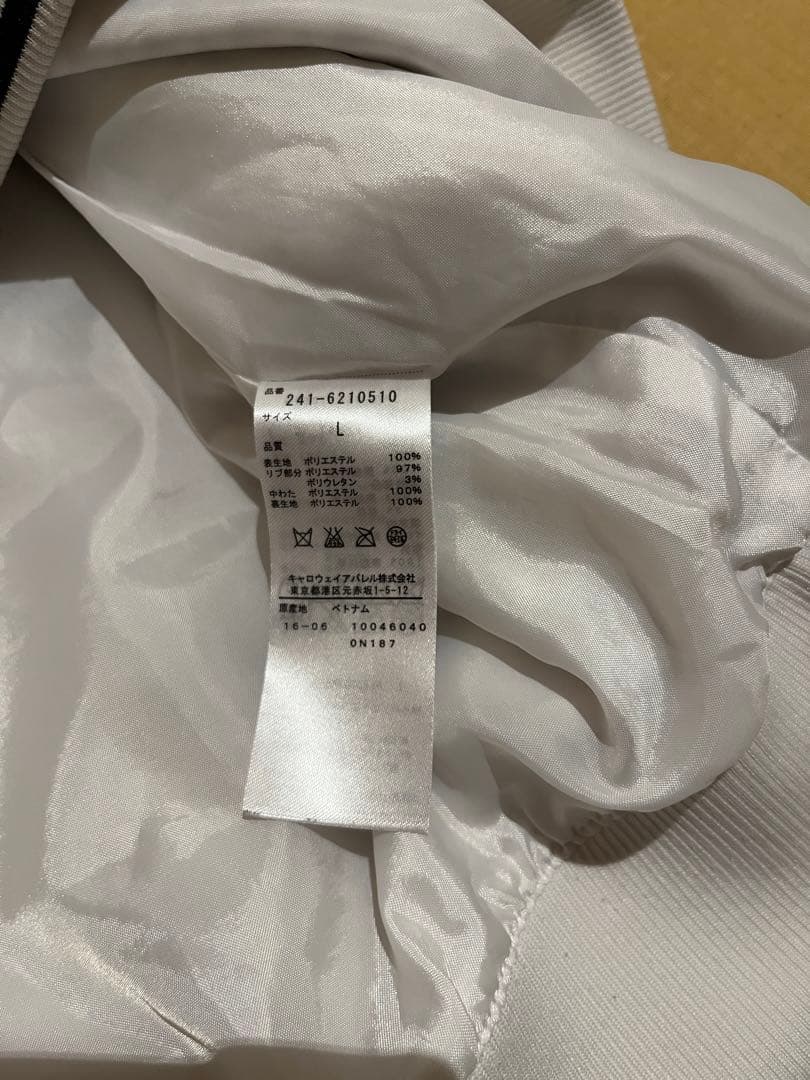 品番
241-6210510
サイズ
L
品質
表生地 ポリエステル 100%
リブ部分 ポリエステル 97%
ポリウレタン 3%
中わた ポリエステル 100%
裏生地 ポリエステル 100%
キャロウェイアパレル株式会社
東京都港区元赤坂1-5-12
原産地 ベトナム
16-06 10046040
0N187